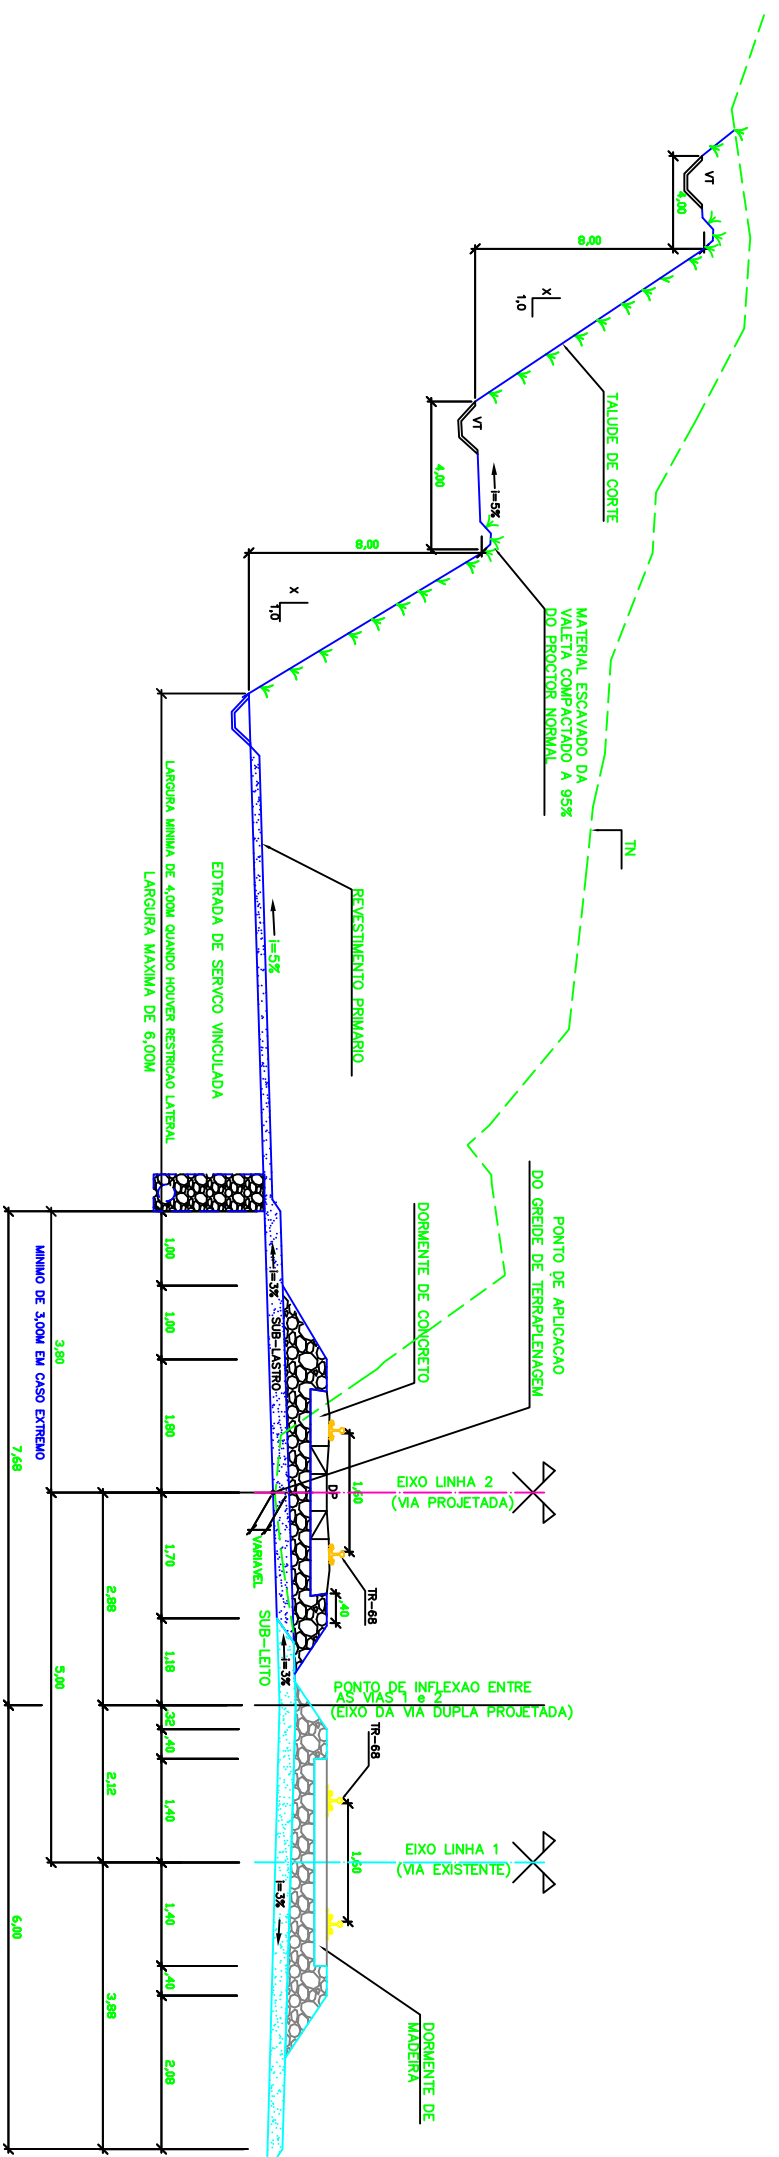 VT
4,00
8,00
X
1,0
TALUDE DE CORTE
VT
4,00
i=5%
8,00
X
1,0
MATERIAL ESCAVADO DA
VALETA COMPACTADO A 95%
DO PROCTOR NORMAL
TN
REVESTIMENTO PRIMARIO
i=5%
EDTRADA DE SERVCO VINCULADA
LARGURA MINIMA DE 4,00M QUANDO HOUVER RESTRICAO LATERAL
LARGURA MAXIMA DE 6,00M
PONTO DE APLICACAO
DO GREIDE DE TERRAPLENAGEM
DORMENTE DE CONCRETO
i=3%
SUB-LASTRO
1,00
1,00
1,80
3,80
MINIMO DE 3,00M EM CASO EXTREMO
7,68
EIXO LINHA 2
(VIA PROJETADA)
1,60
DP
VARIAVEL
TR-68
,40
1,70
1,18
2,88
5,00
SUB-LEITO
i=3%
PONTO DE INFLEXAO ENTRE
AS VIAS 1 e 2
(EIXO DA VIA DUPLA PROJETADA)
TR-68
,32
,40
1,40
2,12
1,60
EIXO LINHA 1
(VIA EXISTENTE)
i=3%
1,40
,40
2,08
3,88
6,00
DORMENTE DE
MADEIRA